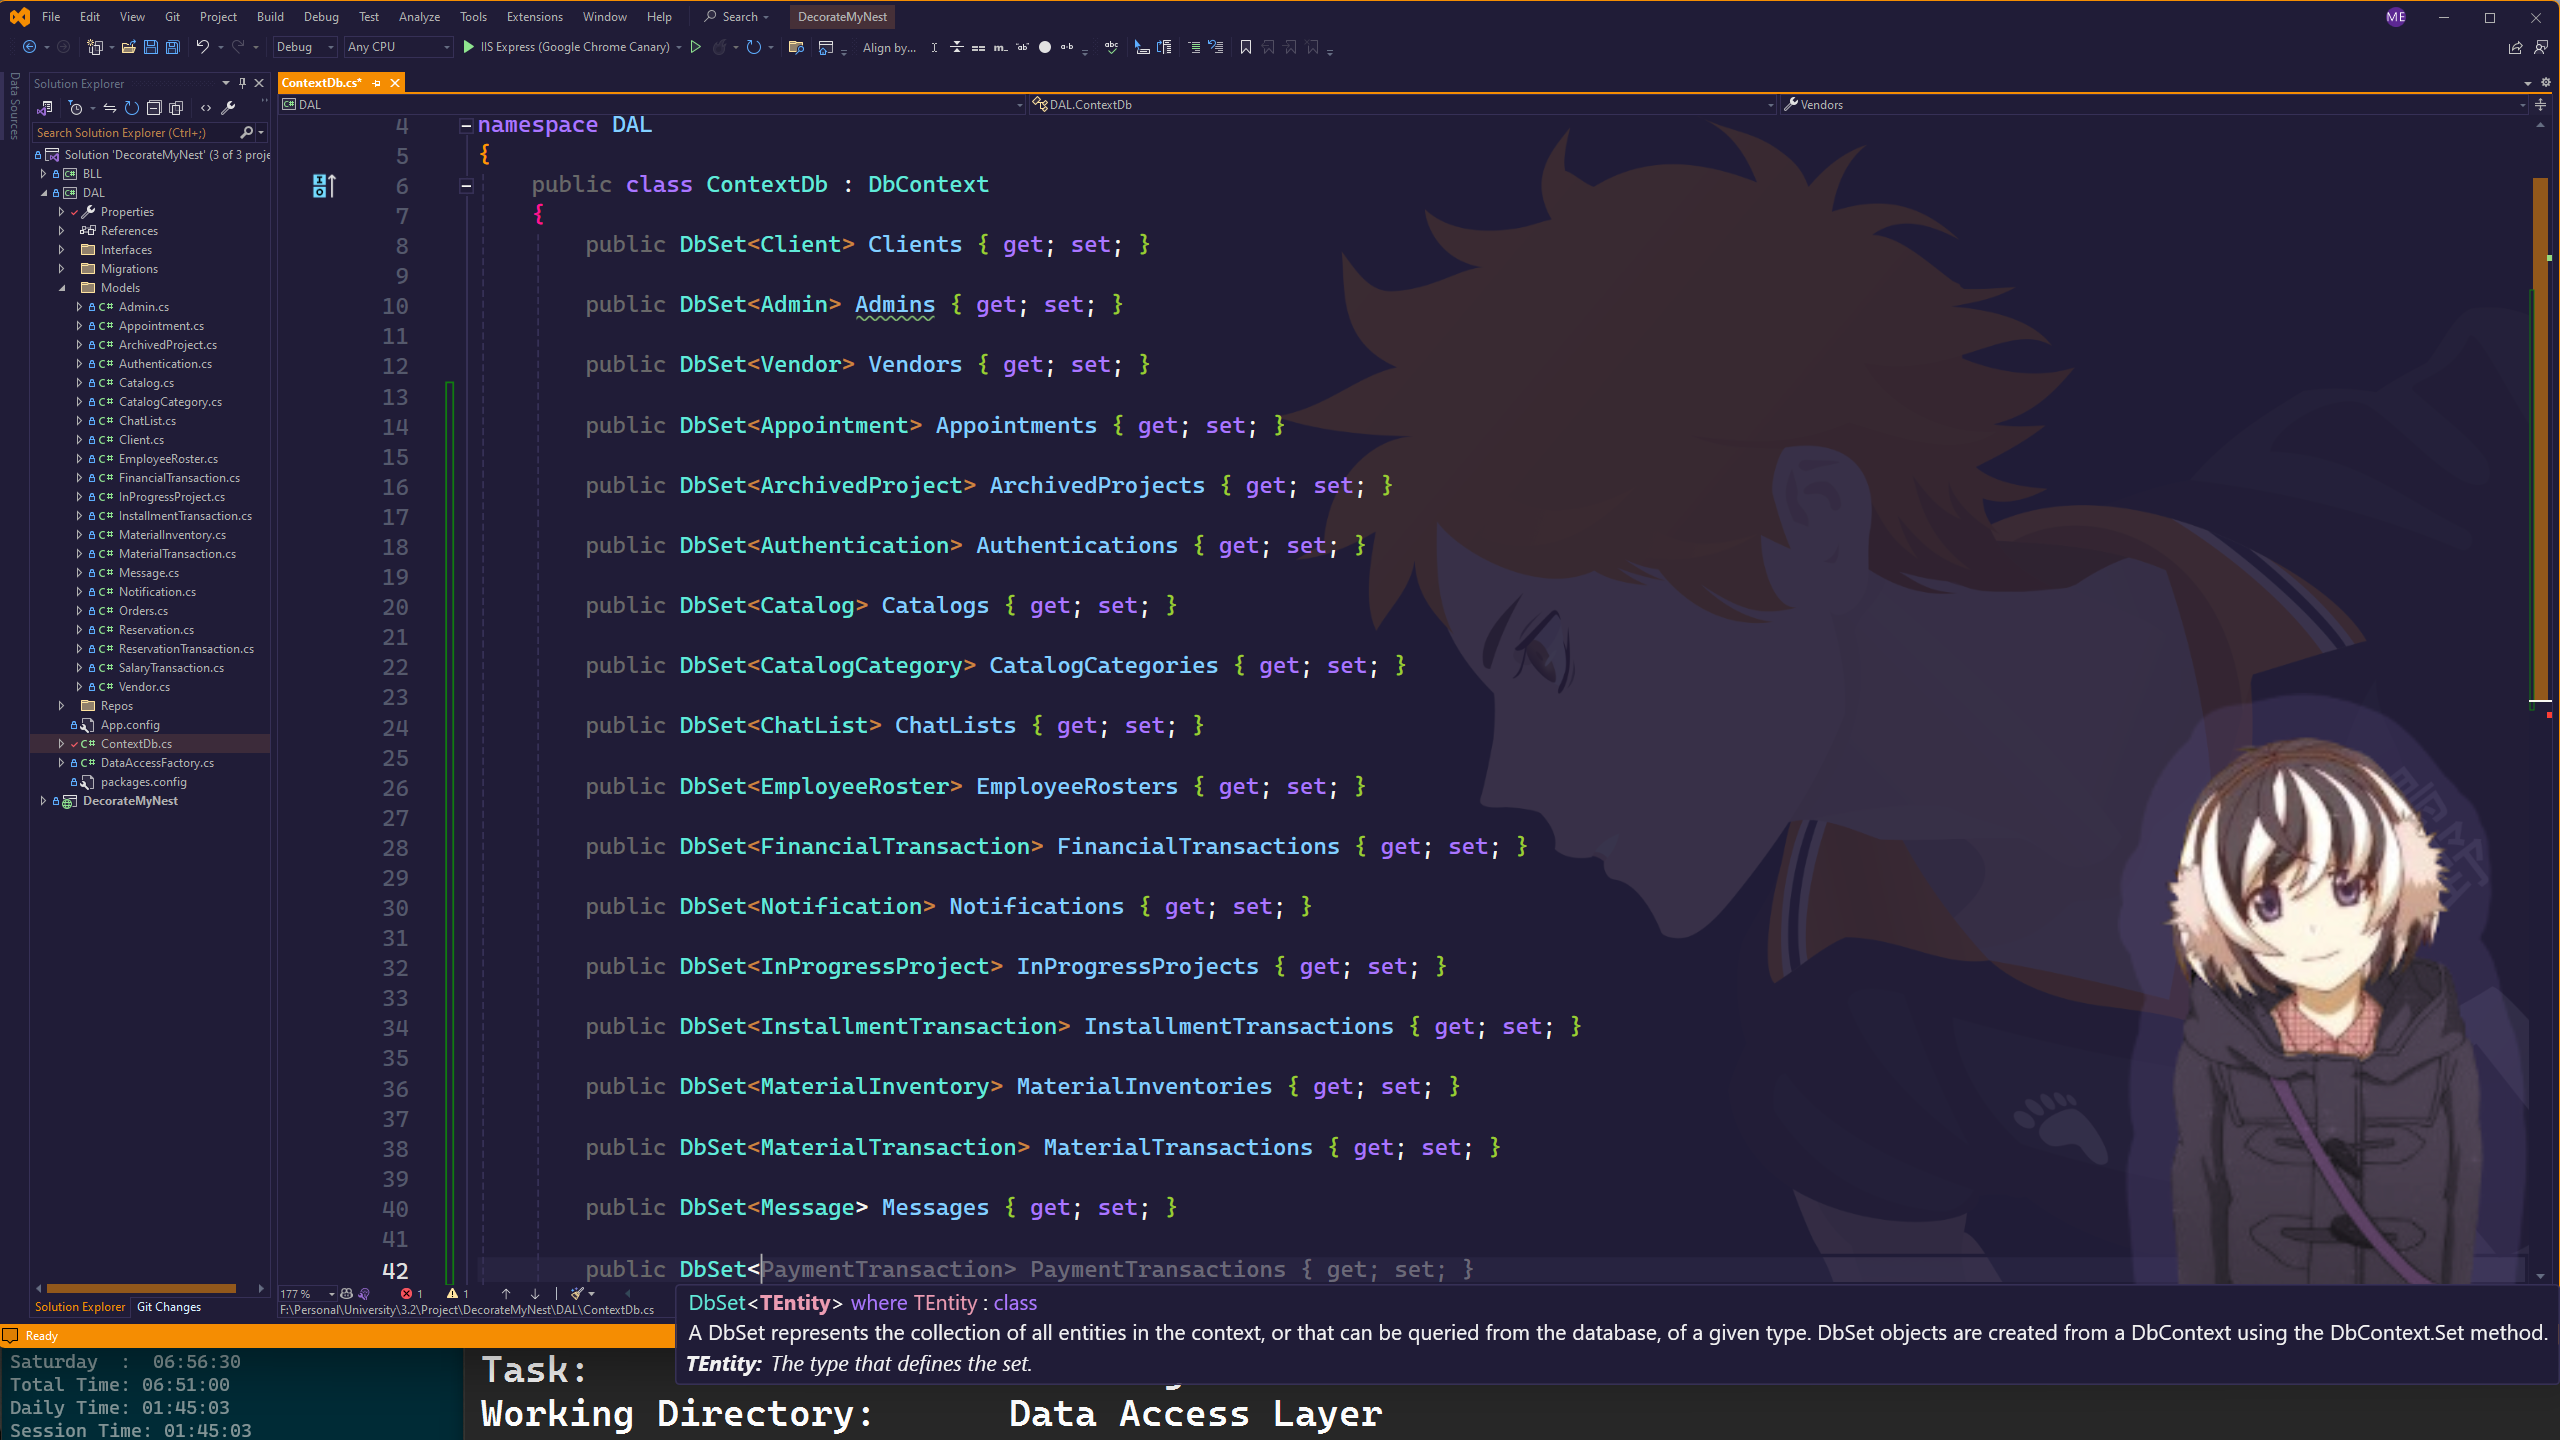 File Edit View Git Project Build Debug Test Analyze Tools Extensions Window Help Search DecorateMyNest ME
Debug Any CPU IIS Express (Google Chrome Canary) Align by...
Data Sources
Solution Explorer
Search Solution Explorer (Ctrl+;)
Solution 'DecorateMyNest' (3 of 3 proje
BLL
DAL
Properties
References
Interfaces
Migrations
Models
C# Admin.cs
C# Appointment.cs
C# ArchivedProject.cs
C# Authentication.cs
C# Catalog.cs
C# CatalogCategory.cs
C# ChatList.cs
C# Client.cs
C# EmployeeRoster.cs
C# FinancialTransaction.cs
C# InProgressProject.cs
C# InstallmentTransaction.cs
C# MaterialInventory.cs
C# MaterialTransaction.cs
C# Message.cs
C# Notification.cs
C# Orders.cs
C# Reservation.cs
C# ReservationTransaction.cs
C# SalaryTransaction.cs
C# Vendor.cs
Repos
App.config
C# ContextDb.cs
C# DataAccessFactory.cs
packages.config
DecorateMyNest
Solution Explorer Git Changes
ContextDb.cs*
C# DAL DAL.ContextDb Vendors
4 namespace DAL
5 {
6 public class ContextDb : DbContext
7 {
8 public DbSet<Client> Clients { get; set; }
9
10 public DbSet<Admin> Admins { get; set; }
11
12 public DbSet<Vendor> Vendors { get; set; }
13
14 public DbSet<Appointment> Appointments { get; set; }
15
16 public DbSet<ArchivedProject> ArchivedProjects { get; set; }
17
18 public DbSet<Authentication> Authentications { get; set; }
19
20 public DbSet<Catalog> Catalogs { get; set; }
21
22 public DbSet<CatalogCategory> CatalogCategories { get; set; }
23
24 public DbSet<ChatList> ChatLists { get; set; }
25
26 public DbSet<EmployeeRoster> EmployeeRosters { get; set; }
27
28 public DbSet<FinancialTransaction> FinancialTransactions { get; set; }
29
30 public DbSet<Notification> Notifications { get; set; }
31
32 public DbSet<InProgressProject> InProgressProjects { get; set; }
33
34 public DbSet<InstallmentTransaction> InstallmentTransactions { get; set; }
35
36 public DbSet<MaterialInventory> MaterialInventories { get; set; }
37
38 public DbSet<MaterialTransaction> MaterialTransactions { get; set; }
39
40 public DbSet<Message> Messages { get; set; }
41
42 public DbSet<PaymentTransaction> PaymentTransactions { get; set; }
177 % 1 1
F:\Personal\University\3.2\Project\DecorateMyNest\DAL\ContextDb.cs
DbSet<TEntity> where TEntity : class
A DbSet represents the collection of all entities in the context, or that can be queried from the database, of a given type. DbSet objects are created from a DbContext using the DbContext.Set method.
TEntity: The type that defines the set.
Ready
Saturday : 06:56:30
Total Time: 06:51:00
Daily Time: 01:45:03
Session Time: 01:45:03
Task:
Working Directory: Data Access Layer